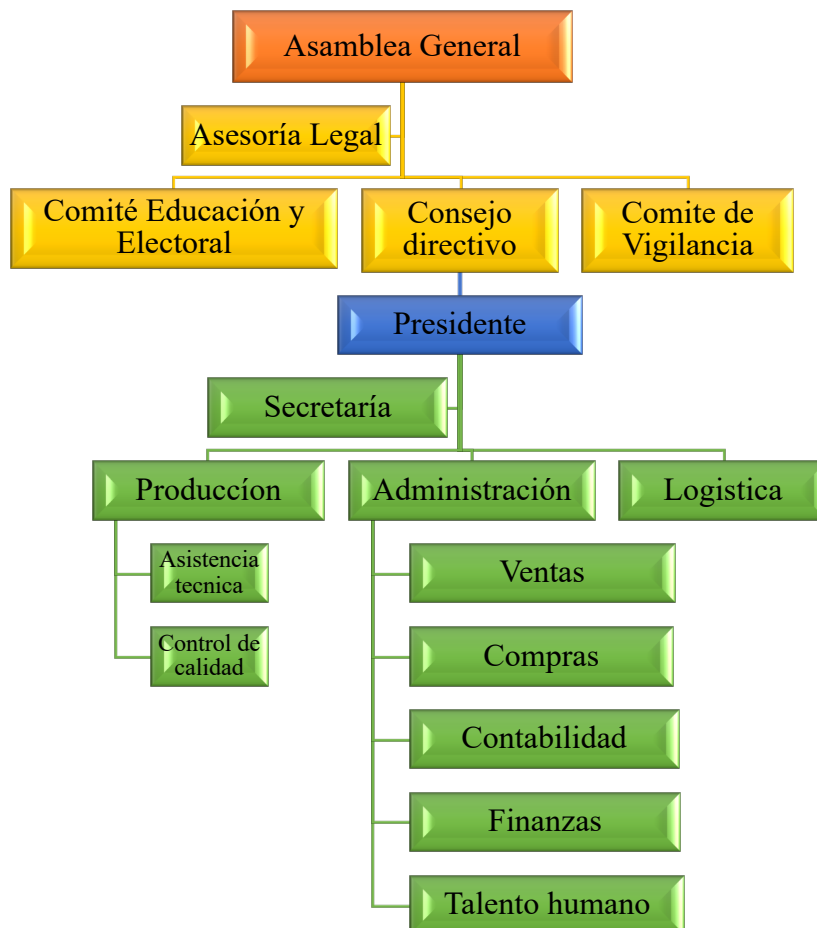 Asamblea General
Asesoría Legal
Comité Educación y
Electoral
Consejo
directivo
Comite de
Vigilancia
Presidente
Secretaría
Produccíon
Administración
Logistica
Asistencia
tecnica
Control de
calidad
Ventas
Compras
Contabilidad
Finanzas
Talento humano